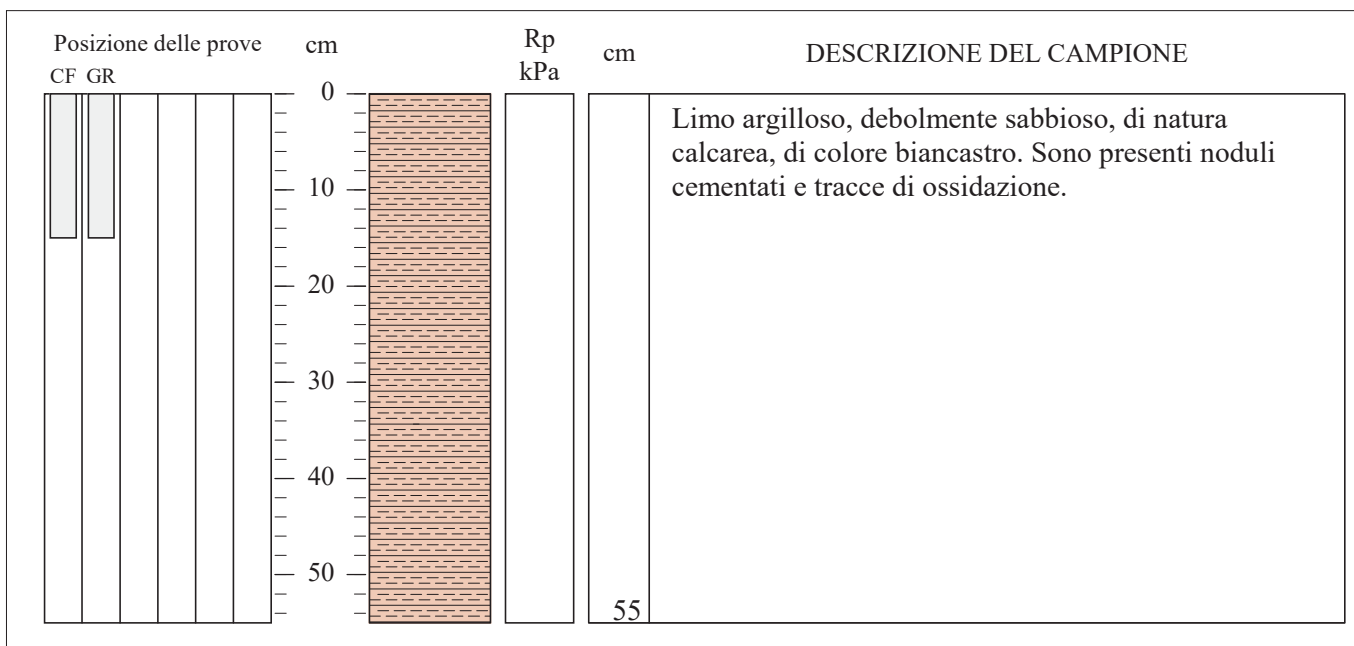 Posizione delle prove
CF GR
cm
Rp
kPa
cm
DESCRIZIONE DEL CAMPIONE
0
10
20
30
40
50
55
Limo argilloso, debolmente sabbioso, di natura
calcarea, di colore biancastro. Sono presenti noduli
cementati e tracce di ossidazione.